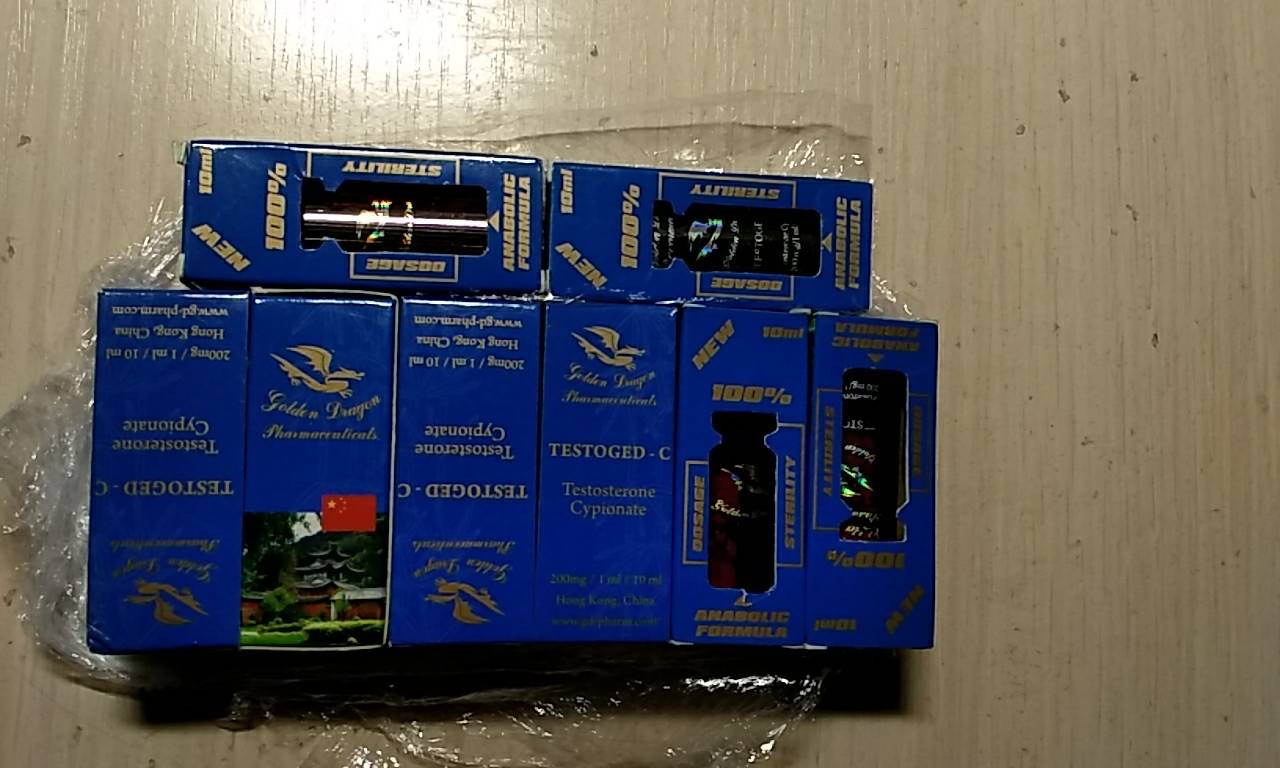 10ml
NEW
100%
STERILITY
DOSAGE
ANABOLIC
FORMULA
10ml
NEW
100%
STERILITY
DOSAGE
ANABOLIC
FORMULA
Golden Dragon
Pharmaceuticals
TESTOGED - C
Testosterone
Cypionate
200mg / 1 ml / 10 ml
Hong Kong, China
www.gd-pharm.com
Golden Dragon
Pharmaceuticals
Golden Dragon
Pharmaceuticals
TESTOGED - C
Testosterone
Cypionate
200mg / 1 ml / 10 ml
Hong Kong, China
www.gd-pharm.com
Golden Dragon
Pharmaceuticals
TESTOGED - C
Testosterone
Cypionate
200mg / 1 ml / 10 ml
Hong Kong, China
www.gd-pharm.com
NEW
10ml
100%
DOSAGE
STERILITY
ANABOLIC
FORMULA
NEW
10ml
100%
DOSAGE
STERILITY
ANABOLIC
FORMULA